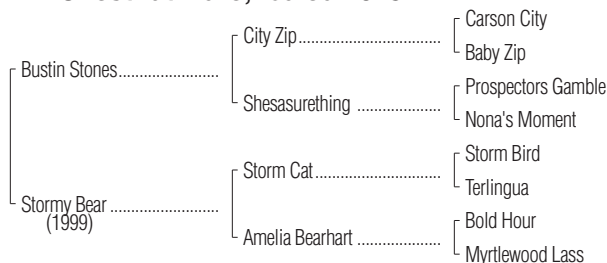 Carson City
City Zip
Baby Zip
Bustin Stones
Prospectors Gamble
Shesasurething
Nona's Moment
Storm Bird
Storm Cat
Terlingua
Stormy Bear
(1999)
Bold Hour
Amelia Bearhart
Myrtlewood Lass